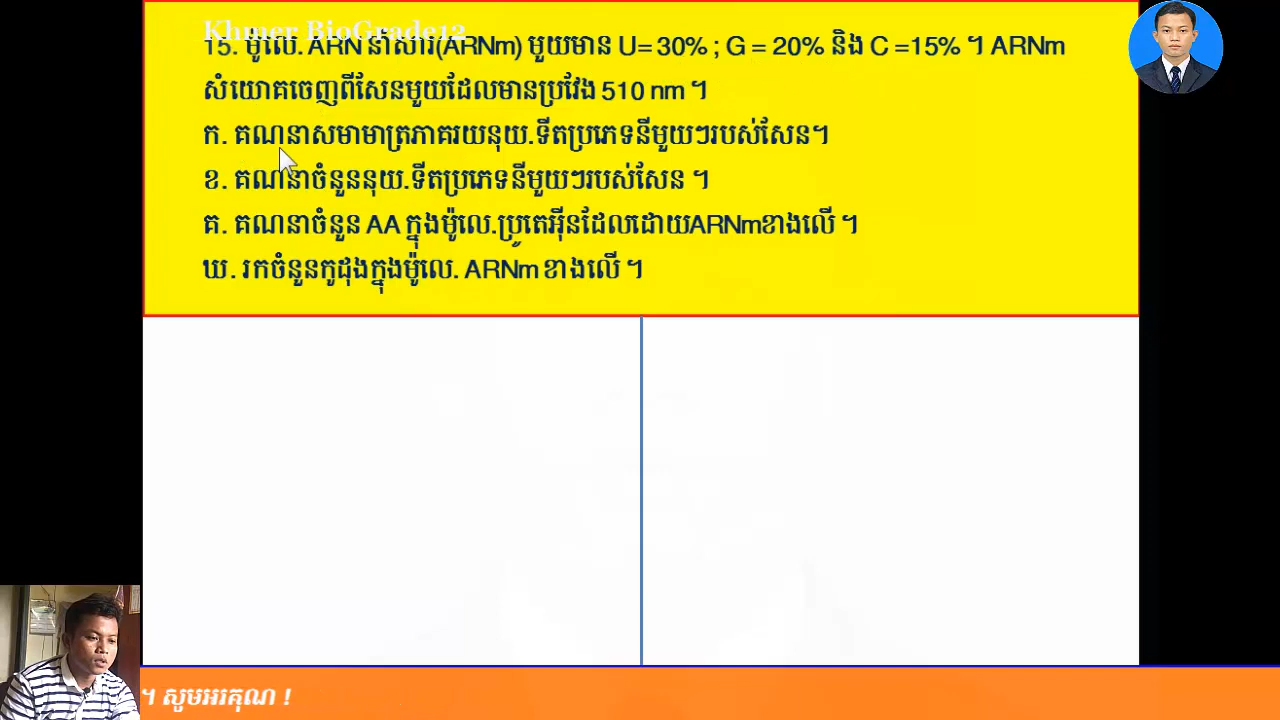 Khmer BioGrade12
15. ម៉ូលេ. ARN នាំសារ(ARNm) មួយមាន U= 30% ; G = 20% និង C =15% ។ ARNm
សំយោគចេញពីសែនមួយដែលមានប្រវែង 510 nm ។
ក. គណនាសមាមាត្រភាគរយនុយ.ទីតប្រភេទនីមួយៗរបស់សែន។
ខ. គណនាចំនួននុយ.ទីតប្រភេទនីមួយៗរបស់សែន ។
គ. គណនាចំនួន AA ក្នុងម៉ូលេ.ប្រូតេអ៊ីនដែលដោយARNmខាងលើ ។
ឃ. រកចំនួនកូដុងក្នុងម៉ូលេ. ARNm ខាងលើ ។
។ សូមអរគុណ !